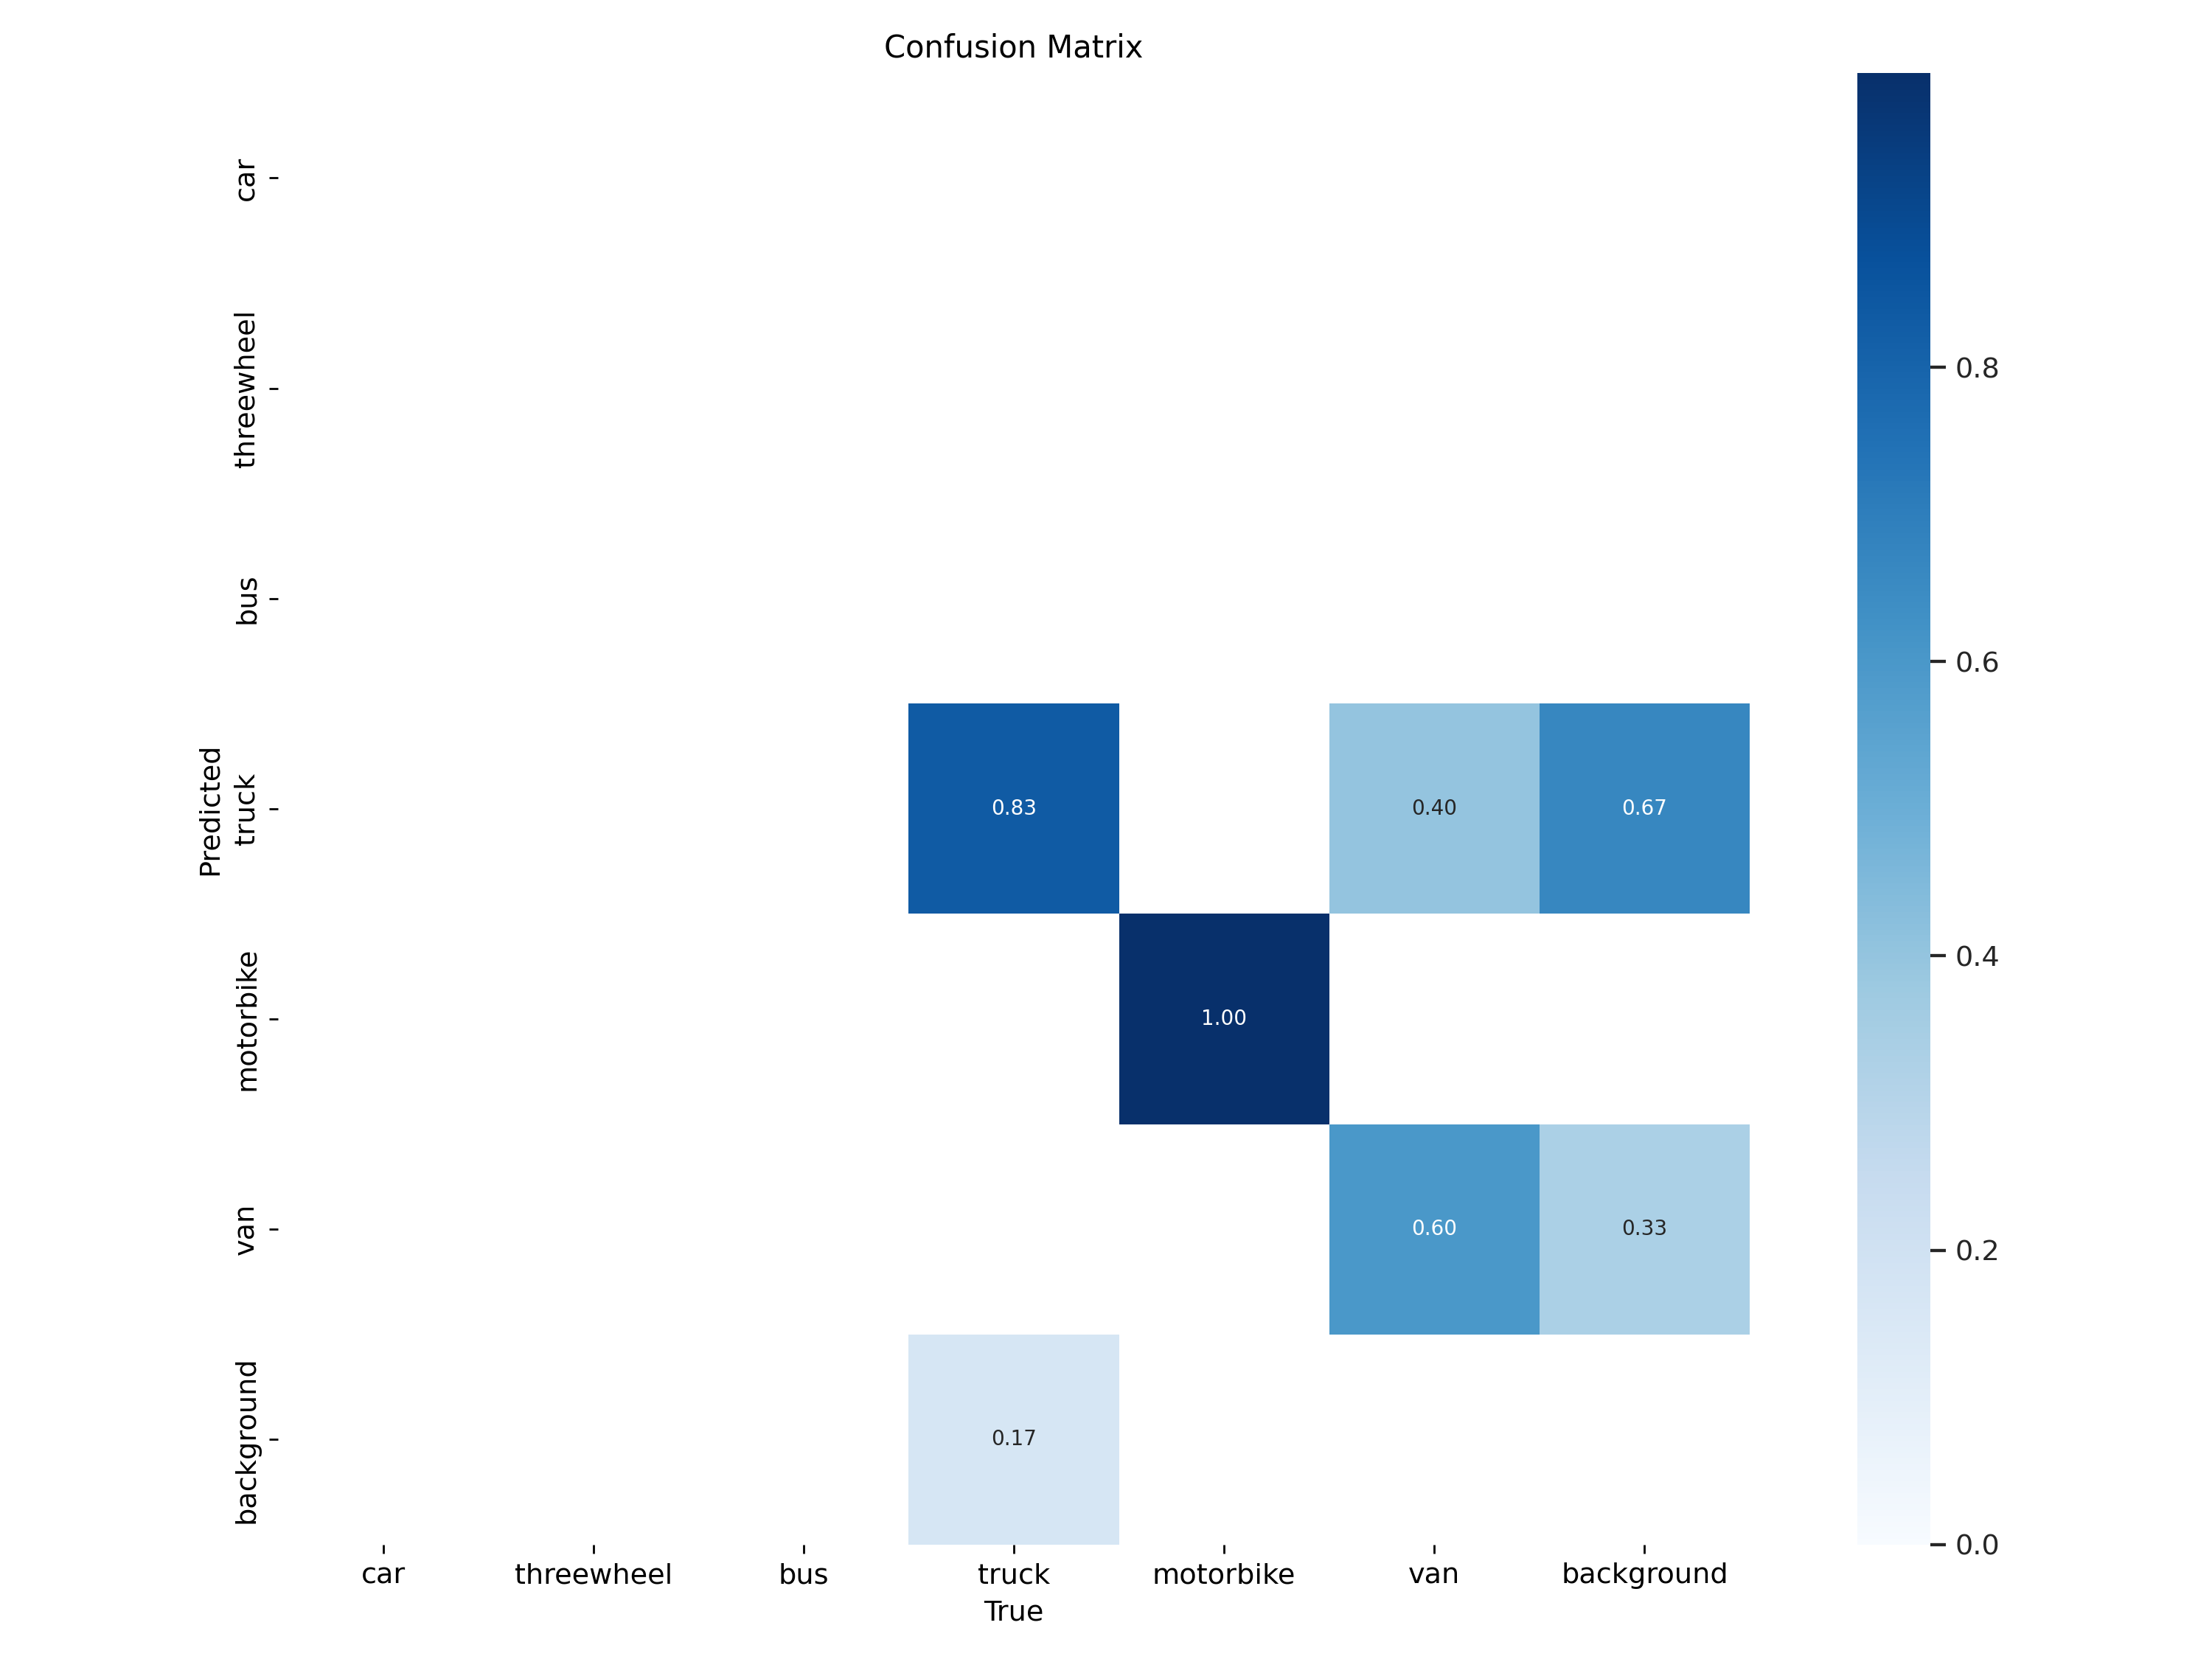 Confusion Matrix
car
threewheel
bus
truck
motorbike
van
background
Predicted
0.83
0.40
0.67
1.00
0.60
0.33
0.17
car
threewheel
bus
truck
motorbike
van
background
True
0.8
0.6
0.4
0.2
0.0